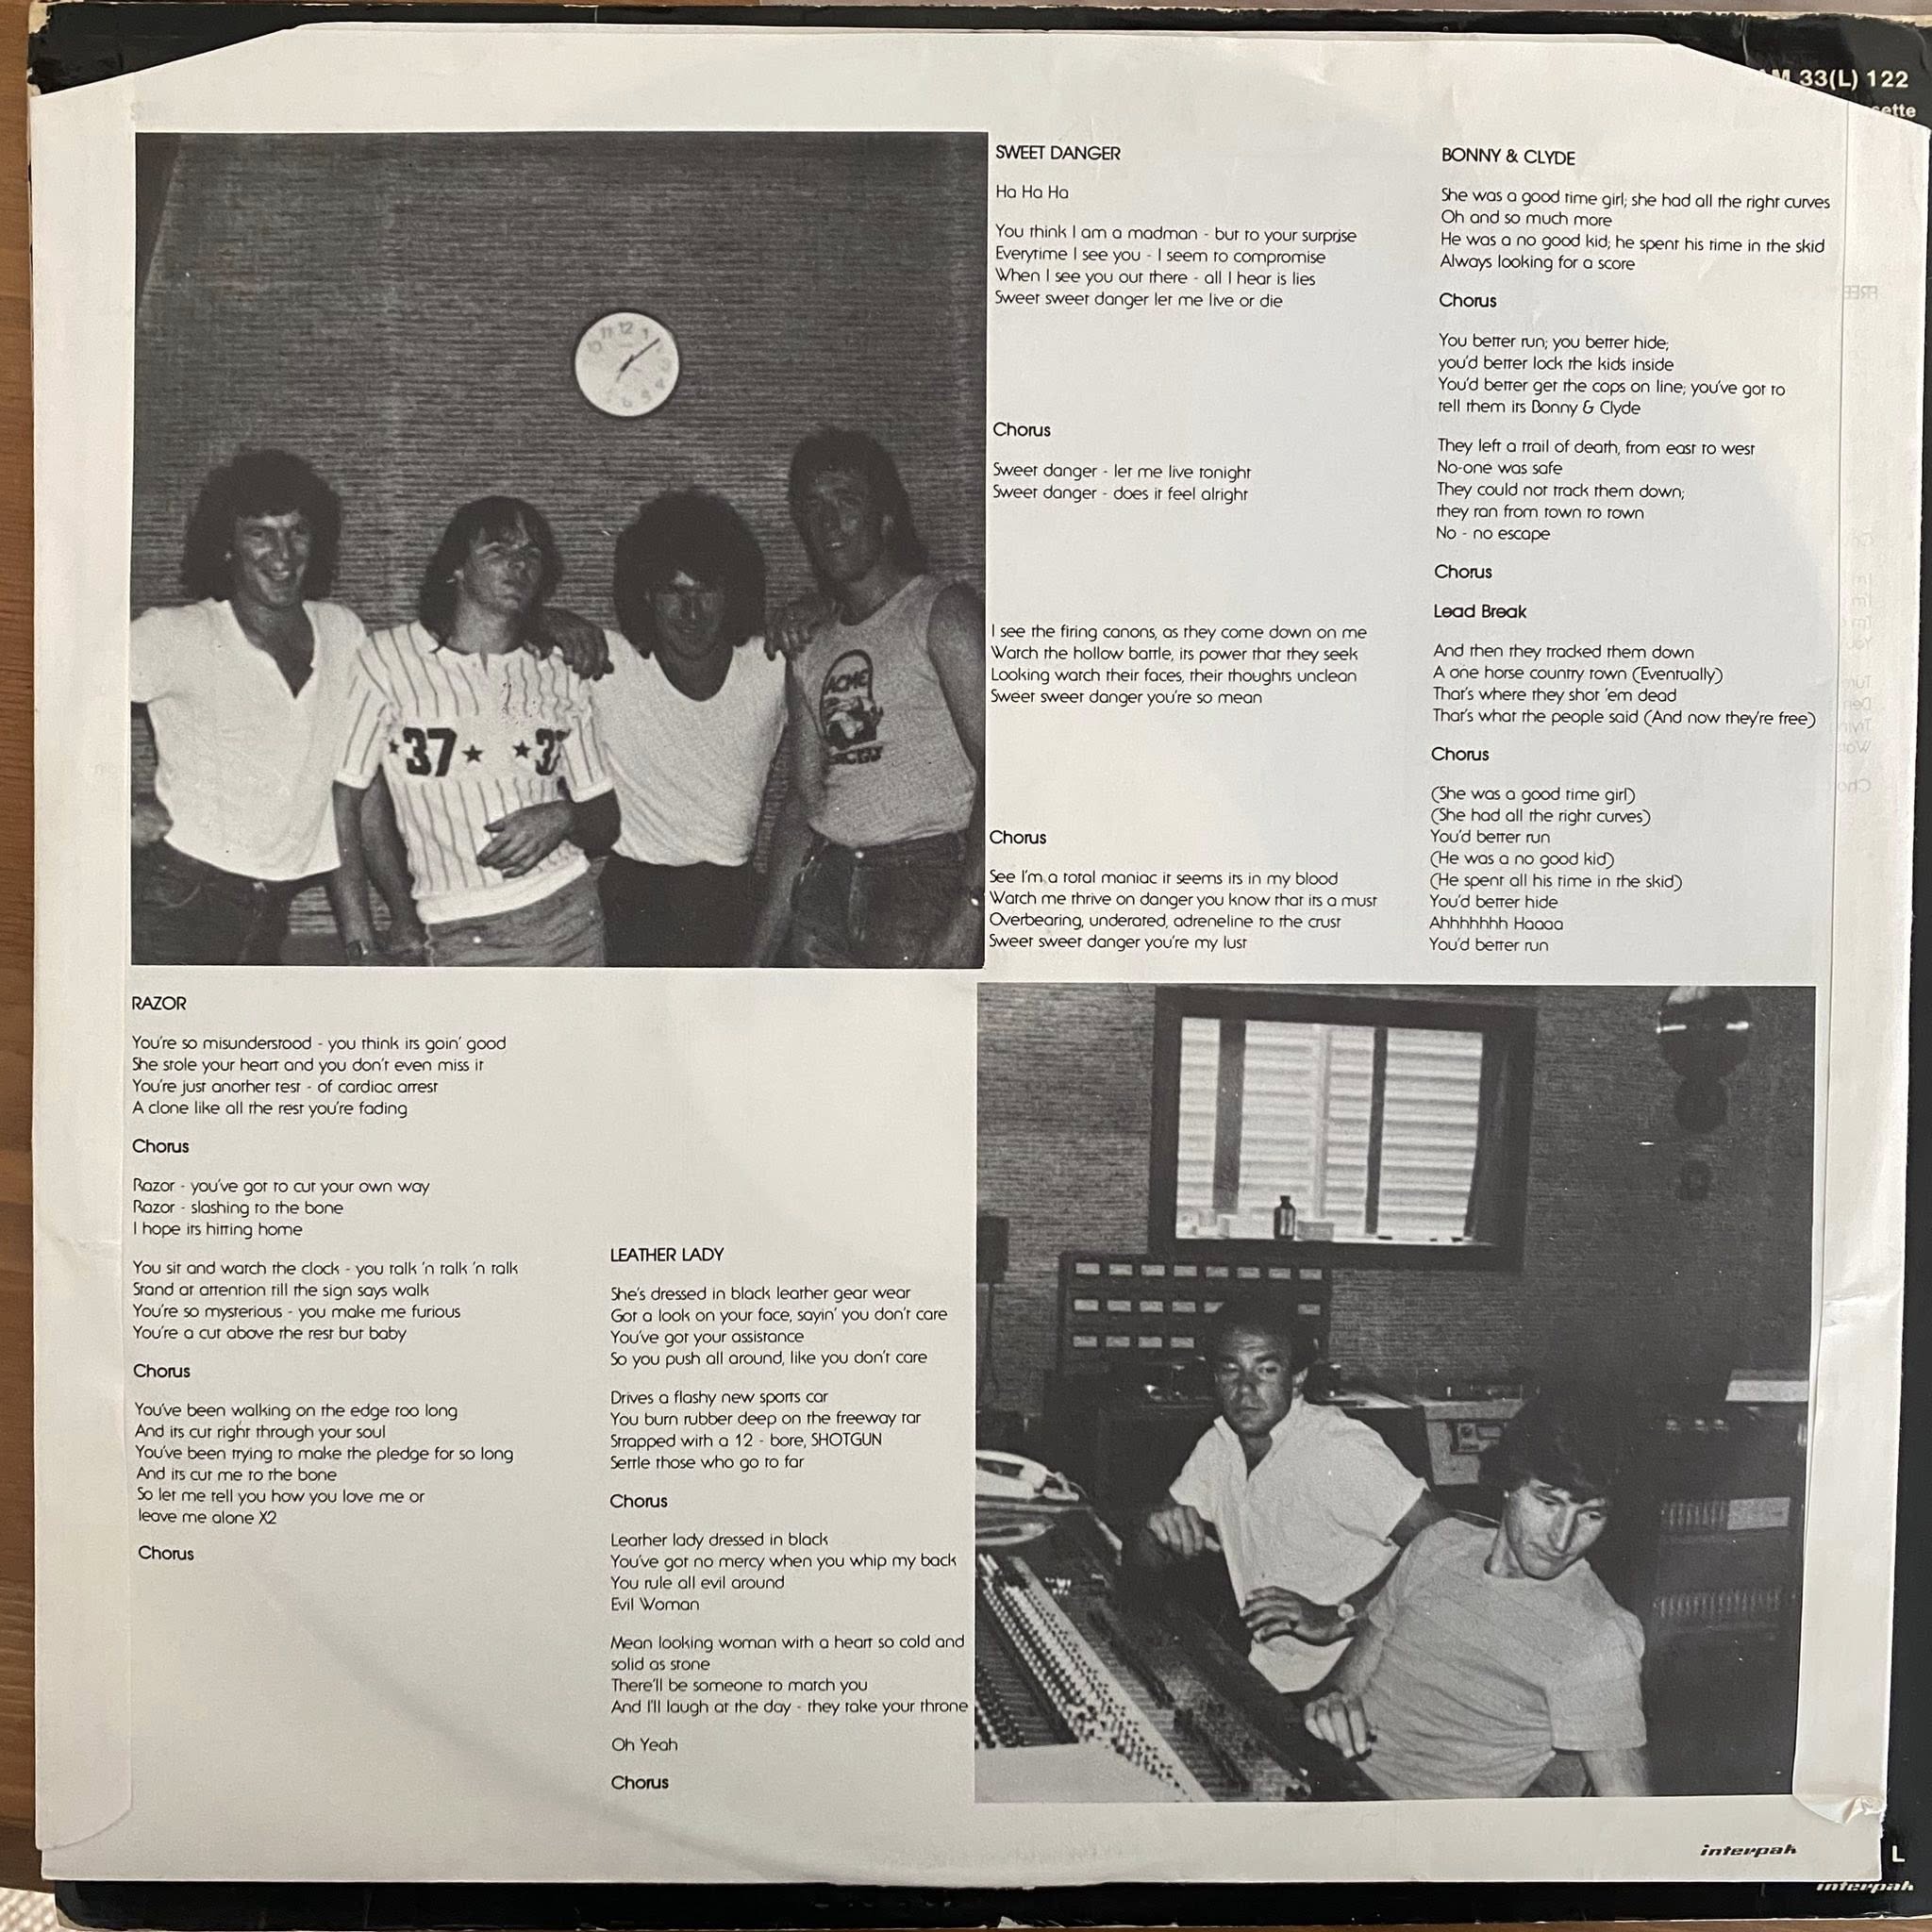 33(L) 122
SWEET DANGER
Ha Ha Ha
You think I am a madman - but to your surprise
Everytime I see you - I seem to compromise
When I see you out there - all I hear is lies
Sweet sweet danger let me live or die
Chorus
Sweet danger - let me live tonight
Sweet danger - does it feel alright
I see the firing canons, as they come down on me
Watch the hollow battle, its power that they seek
Looking watch their faces, their thoughts unclean
Sweet sweet danger you're so mean
Chorus
See I'm a total maniac it seems its in my blood
Watch me thrive on danger you know that its a must
Overbearing, underated, adreneline to the crust
Sweet sweet danger you're my lust
BONNY & CLYDE
She was a good time girl; she had all the right curves
Oh and so much more
He was a no good kid; he spent his time in the skid
Always looking for a score
Chorus
You better run; you better hide;
you'd better lock the kids inside
You'd better get the cops on line; you've got to
tell them its Bonny & Clyde
They left a trail of death, from east to west
No-one was safe
They could not track them down;
they ran from town to town
No - no escape
Chorus
Lead Break
And then they tracked them down
A one horse country town (Eventually)
That's where they shot 'em dead
That's what the people said (And now they're free)
Chorus
(She was a good time girl)
(She had all the right curves)
You'd better run
(He was a no good kid)
(He spent all his time in the skid)
You'd better hide
Ahhhhhhh Haaaa
You'd better run
11 12 1
ACME
37 ★ ★ 37
RAZOR
You're so misunderstood - you think its goin' good
She stole your heart and you don't even miss it
You're just another test - of cardiac arrest
A clone like all the rest you're fading
Chorus
Razor - you've got to cut your own way
Razor - slashing to the bone
I hope its hitting home
You sit and watch the clock - you talk 'n talk 'n talk
Stand at attention till the sign says walk
You're so mysterious - you make me furious
You're a cut above the rest but baby
Chorus
You've been walking on the edge too long
And its cut right through your soul
You've been trying to make the pledge for so long
And its cut me to the bone
So let me tell you how you love me or
leave me alone X2
Chorus
LEATHER LADY
She's dressed in black leather gear wear
Got a look on your face, sayin' you don't care
You've got your assistance
So you push all around, like you don't care
Drives a flashy new sports car
You burn rubber deep on the freeway tar
Strapped with a 12 - bore, SHOTGUN
Settle those who go to far
Chorus
Leather lady dressed in black
You've got no mercy when you whip my back
You rule all evil around
Evil Woman
Mean looking woman with a heart so cold and
solid as stone
There'll be someone to match you
And I'll laugh at the day - they take your throne
Oh Yeah
Chorus
interpak
L
interpak